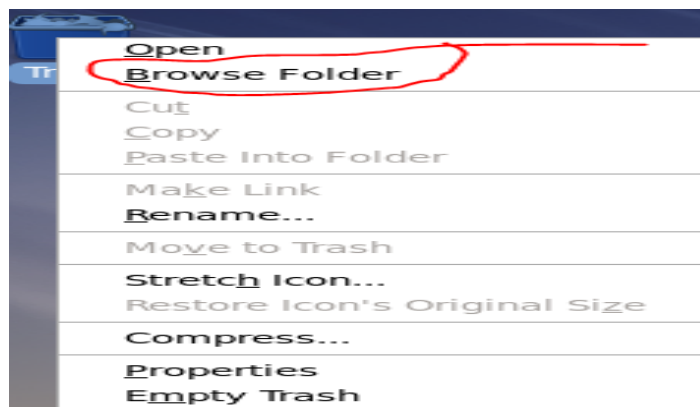 Tr
Open
Browse Folder
Cut
Copy
Paste Into Folder
Make Link
Rename...
Move to Trash
Stretch Icon...
Restore Icon's Original Size
Compress...
Properties
Empty Trash